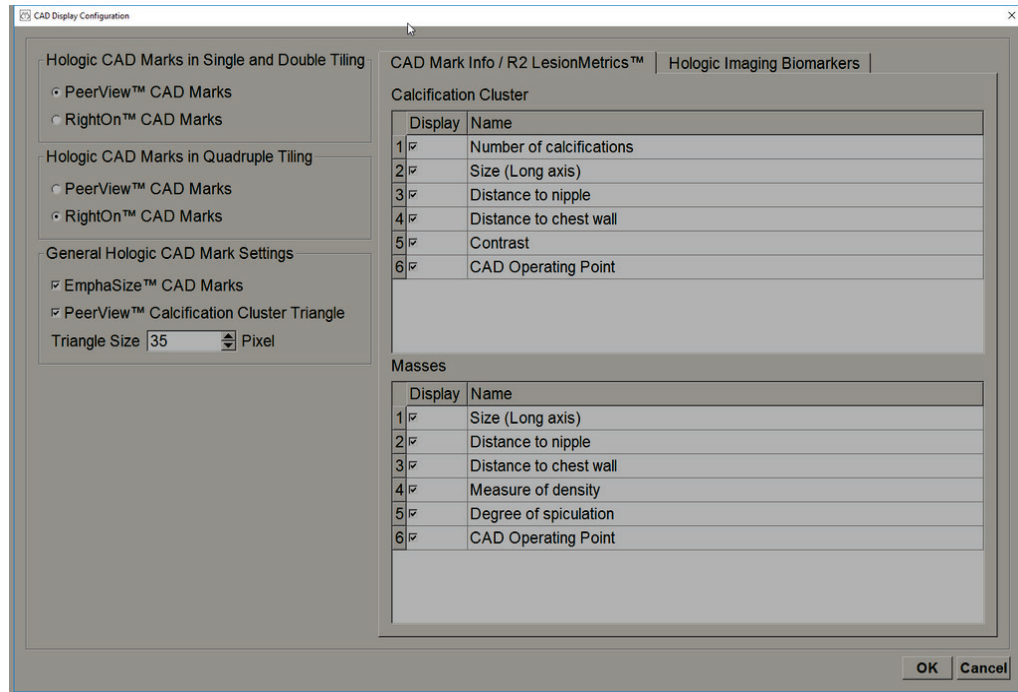 CAD Display Configuration
Hologic CAD Marks in Single and Double Tiling
PeerView™ CAD Marks
RightOn™ CAD Marks
Hologic CAD Marks in Quadruple Tiling
PeerView™ CAD Marks
RightOn™ CAD Marks
General Hologic CAD Mark Settings
EmphaSize™ CAD Marks
PeerView™ Calcification Cluster Triangle
Triangle Size 35 Pixel
CAD Mark Info / R2 LesionMetrics™ Hologic Imaging Biomarkers
Calcification Cluster
Display Name
1 Number of calcifications
2 Size (Long axis)
3 Distance to nipple
4 Distance to chest wall
5 Contrast
6 CAD Operating Point
Masses
Display Name
1 Size (Long axis)
2 Distance to nipple
3 Distance to chest wall
4 Measure of density
5 Degree of spiculation
6 CAD Operating Point
OK Cancel